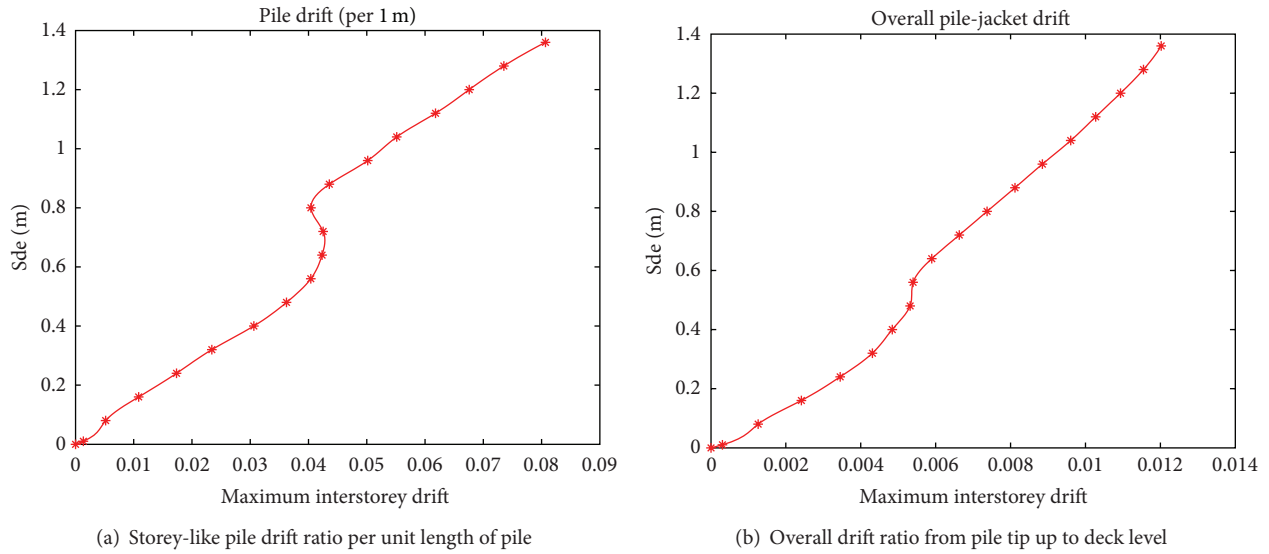 Pile drift (per 1 m)
1.4
1.2
1
0.8
0.6
0.4
0.2
0
Sde (m)
0 0.01 0.02 0.03 0.04 0.05 0.06 0.07 0.08 0.09
Maximum interstorey drift
(a) Storey-like pile drift ratio per unit length of pile
Overall pile-jacket drift
1.4
1.2
1
0.8
0.6
0.4
0.2
0
Sde (m)
0 0.002 0.004 0.006 0.008 0.01 0.012 0.014
Maximum interstorey drift
(b) Overall drift ratio from pile tip up to deck level